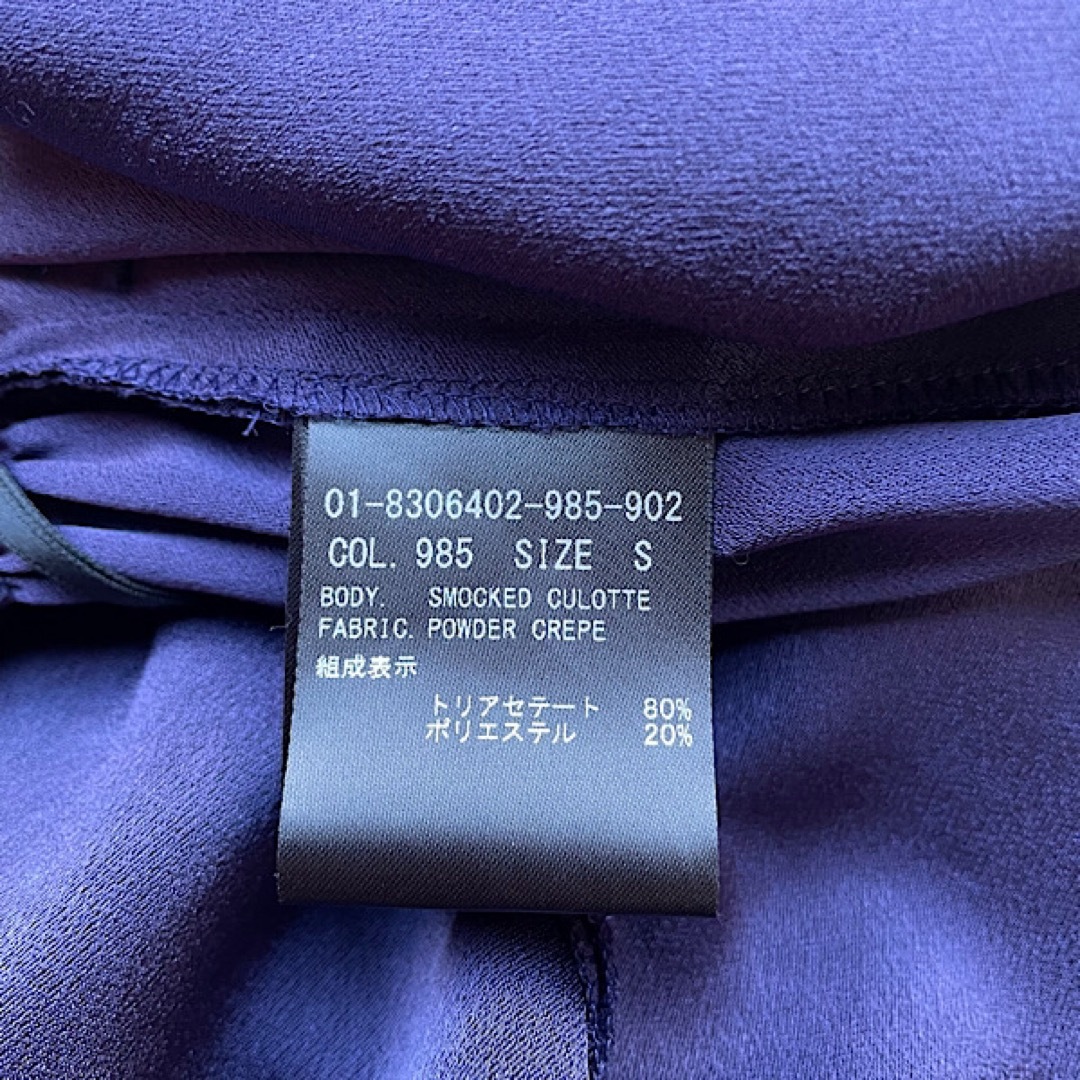 01-8306402-985-902
COL. 985 SIZE S
BODY. SMOCKED CULOTTE
FABRIC. POWDER CREPE
組成表示
トリアセテート 80%
ポリエステル 20%